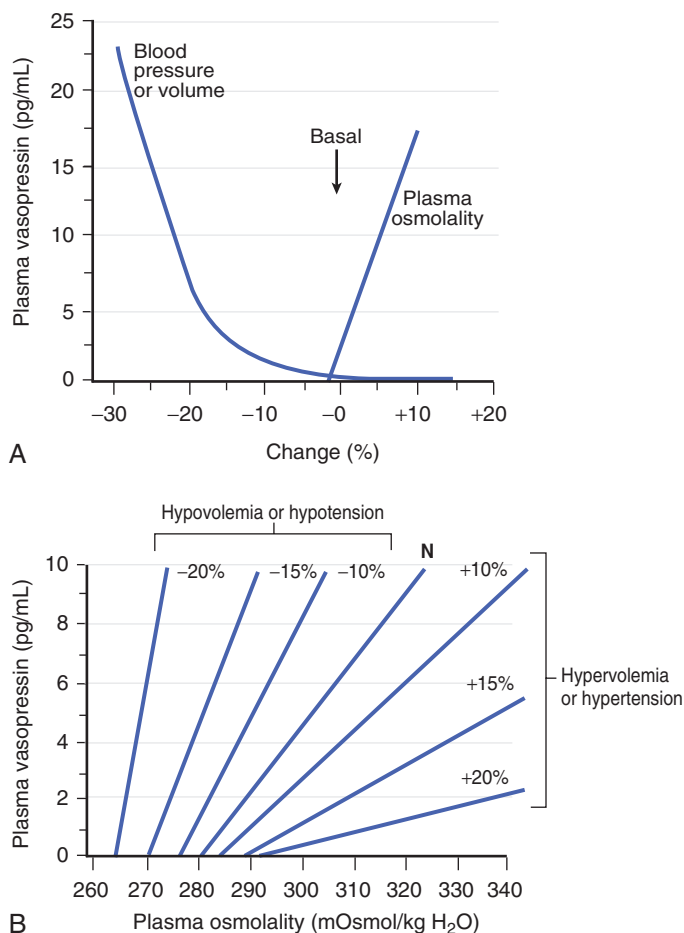 25
20
15
10
5
0
Plasma vasopressin (pg/mL)
Blood
pressure
or volume
Basal
Plasma
osmolality
−30
−20
−10
−0
+10
+20
Change (%)
A
Hypovolemia or hypotension
N
10
8
6
4
2
0
Plasma vasopressin (pg/mL)
−20%
−15%
−10%
+10%
+15%
+20%
Hypervolemia
or hypertension
260
270
280
290
300
310
320
330
340
Plasma osmolality (mOsmol/kg H₂O)
B